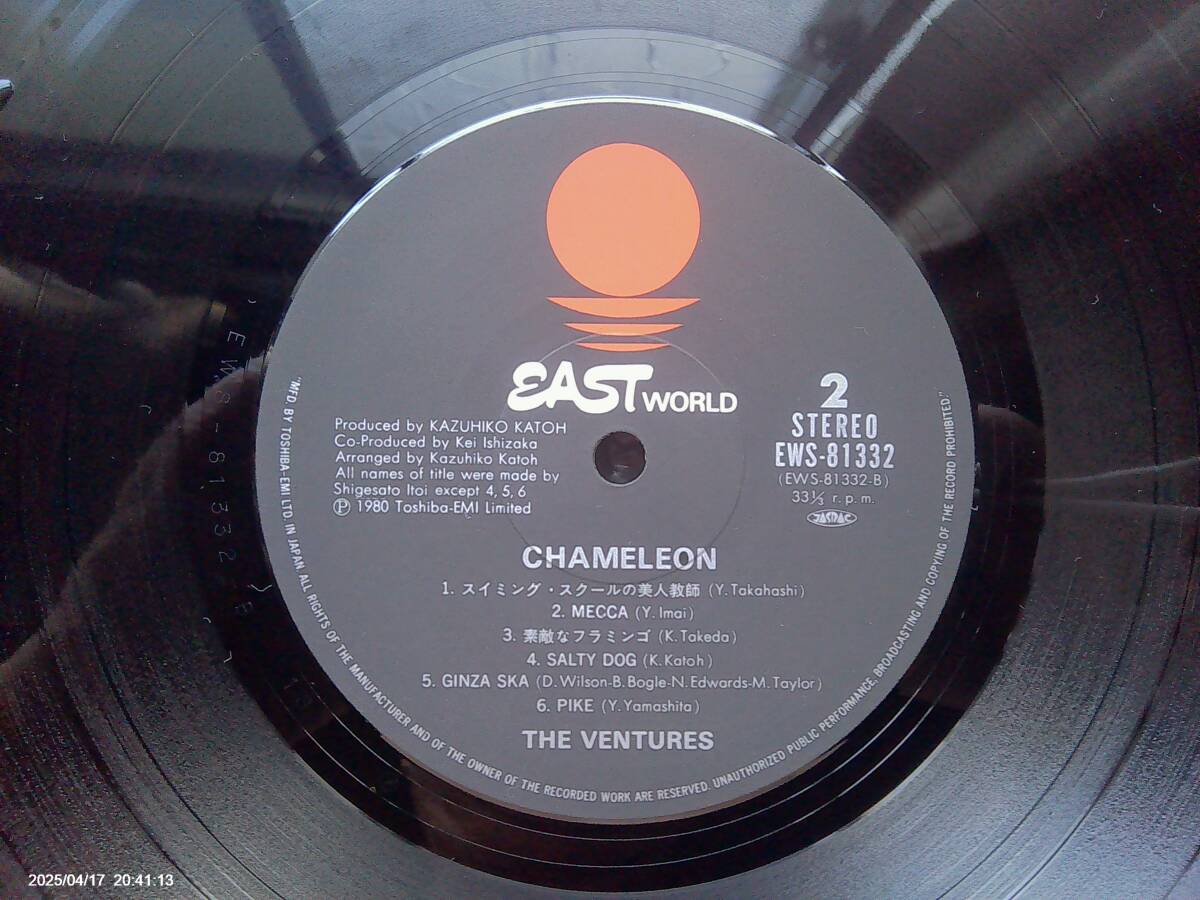 EAST WORLD
Produced by KAZUHIKO KATOH
Co-Produced by Kei Ishizaka
Arranged by Kazuhiko Katoh
All names of title were made by
Shigesato Itoi except 4, 5, 6
Ⓟ 1980 Toshiba-EMI Limited
2
STEREO
EWS-81332
(EWS-81332-B)
33⅓ r.p.m.
JASRAC
CHAMELEON
1. スイミング・スクールの美人教師 (Y. Takahashi)
2. MECCA (Y. Imai)
3. 素敵なフラミンゴ (K. Takeda)
4. SALTY DOG (K. Katoh)
5. GINZA SKA (D. Wilson-B. Bogle-N. Edwards-M. Taylor)
6. PIKE (Y. Yamashita)
THE VENTURES
"MFD. BY TOSHIBA-EMI LTD. IN JAPAN ALL RIGHTS OF THE MANUFACTURER AND OF THE OWNER OF THE RECORDED WORK ARE RESERVED. UNAUTHORIZED PUBLIC PERFORMANCE, BROADCASTING AND COPYING OF THE RECORD PROHIBITED"
EWS-81332
2025/04/17 20:41:13